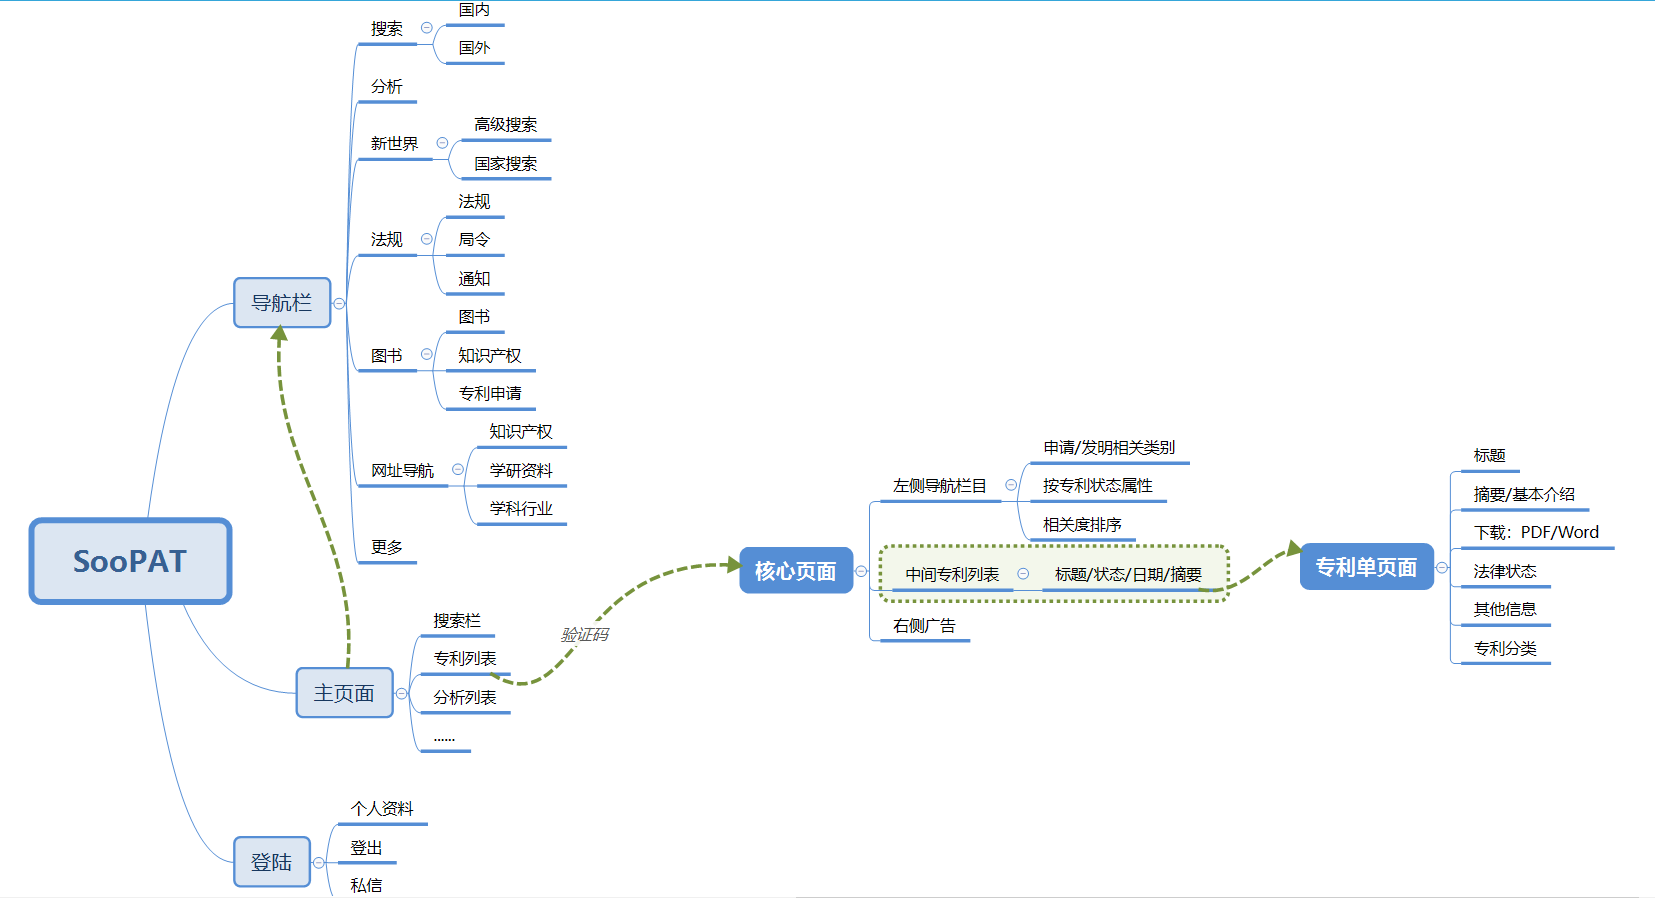 SooPAT
导航栏
搜索
国内
国外
分析
新世界
高级搜索
国家搜索
法规
法规
局令
通知
图书
图书
知识产权
专利申请
网址导航
知识产权
学研资料
学科行业
更多
主页面
搜索栏
专利列表
分析列表
......
登陆
个人资料
登出
私信
验证码
核心页面
左侧导航栏目
申请/发明相关类别
按专利状态属性
相关度排序
中间专利列表
标题/状态/日期/摘要
右侧广告
专利单页面
标题
摘要/基本介绍
下载：PDF/Word
法律状态
其他信息
专利分类